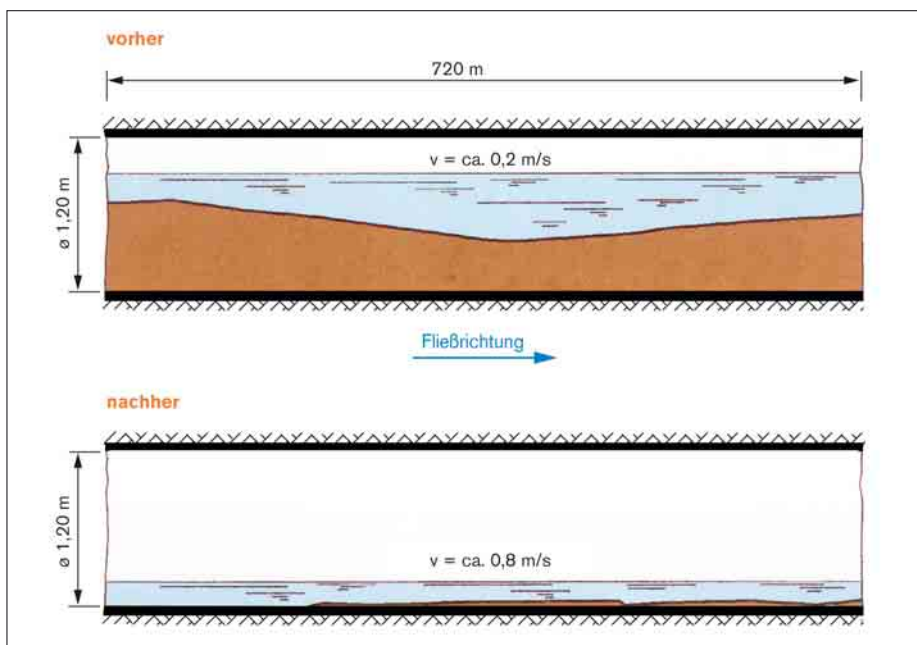 vorher
720 m
v = ca. 0,2 m/s
ø 1,20 m
Fließrichtung
nachher
ø 1,20 m
v = ca. 0,8 m/s